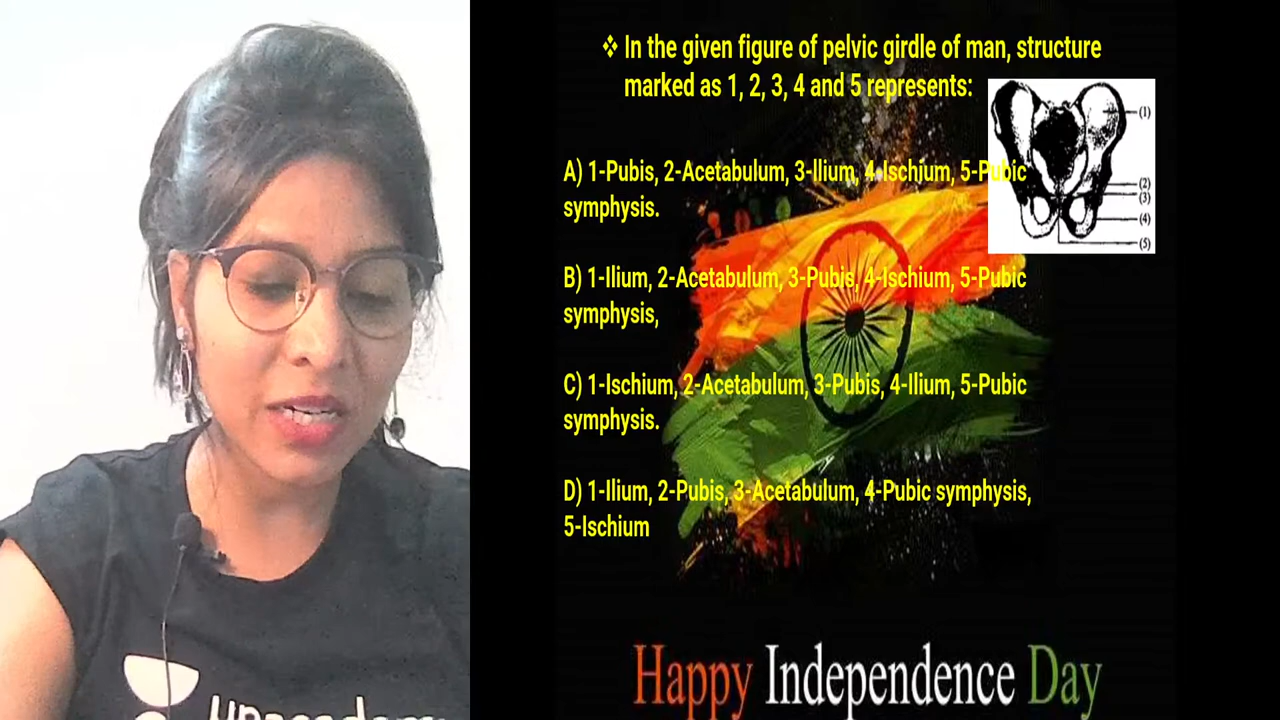 ❖ In the given figure of pelvic girdle of man, structure
marked as 1, 2, 3, 4 and 5 represents:
(1)
(2)
(3)
(4)
(5)
A) 1-Pubis, 2-Acetabulum, 3-llium, 4-Ischium, 5-Pubic
symphysis.
B) 1-Ilium, 2-Acetabulum, 3-Pubis, 4-Ischium, 5-Pubic
symphysis,
C) 1-Ischium, 2-Acetabulum, 3-Pubis, 4-Ilium, 5-Pubic
symphysis.
D) 1-Ilium, 2-Pubis, 3-Acetabulum, 4-Pubic symphysis,
5-Ischium
Happy Independence Day